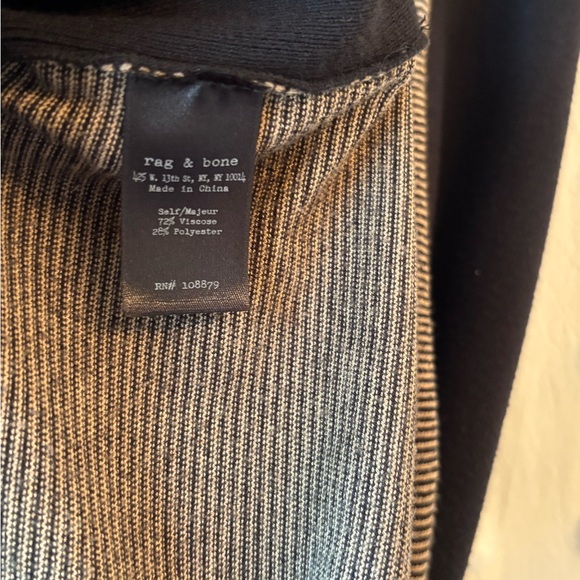 rag & bone
425 W. 13th St, NY, NY 10014
Made in China
Self/Majeur
72% Viscose
28% Polyester
RN# 108879